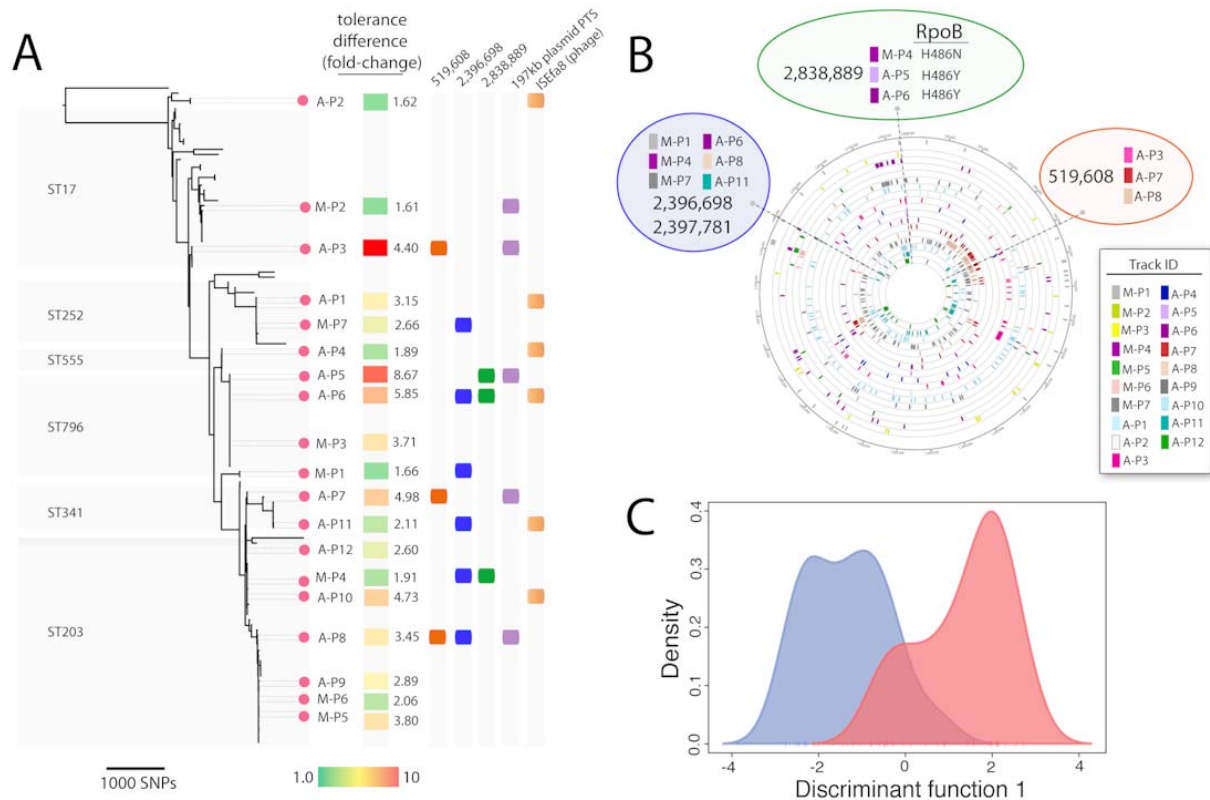 A
tolerance
difference
(fold-change)
519,608
2,396,698
2,838,889
197kb plasmid PTS
ISEfa8 (phage)
A-P2 1.62
ST17
M-P2 1.61
A-P3 4.40
A-P1 3.15
ST252
M-P7 2.66
A-P4 1.89
ST555
A-P5 8.67
A-P6 5.85
ST796
M-P3 3.71
M-P1 1.66
A-P7 4.98
ST341
A-P11 2.11
A-P12 2.60
M-P4 1.91
A-P10 4.73
ST203
A-P8 3.45
A-P9 2.89
M-P6 2.06
M-P5 3.80
1000 SNPs
1.0 10
B
RpoB
M-P4 H486N
2,838,889 A-P5 H486Y
A-P6 H486Y
M-P1 A-P6
M-P4 A-P8
M-P7 A-P11
2,396,698
2,397,781
A-P3
519,608 A-P7
A-P8
Track ID
M-P1 A-P4
M-P2 A-P5
M-P3 A-P6
M-P4 A-P7
M-P5 A-P8
M-P6 A-P9
M-P7 A-P10
A-P1 A-P11
A-P2 A-P12
A-P3
C
Density
0.4
0.3
0.2
0.1
0.0
-4 -2 0 2 4
Discriminant function 1